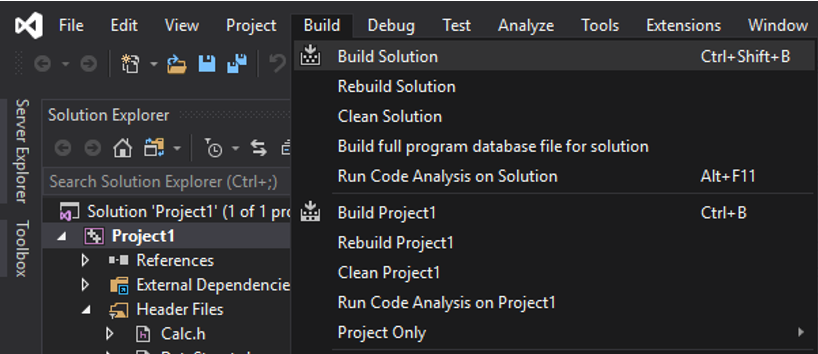 File Edit View Project Build Debug Test Analyze Tools Extensions Window
Build Solution Ctrl+Shift+B
Rebuild Solution
Clean Solution
Build full program database file for solution
Run Code Analysis on Solution Alt+F11
Build Project1 Ctrl+B
Rebuild Project1
Clean Project1
Run Code Analysis on Project1
Project Only
Server Explorer
Toolbox
Solution Explorer
Search Solution Explorer (Ctrl+;)
Solution 'Project1' (1 of 1 pro
Project1
References
External Dependencie
Header Files
Calc.h